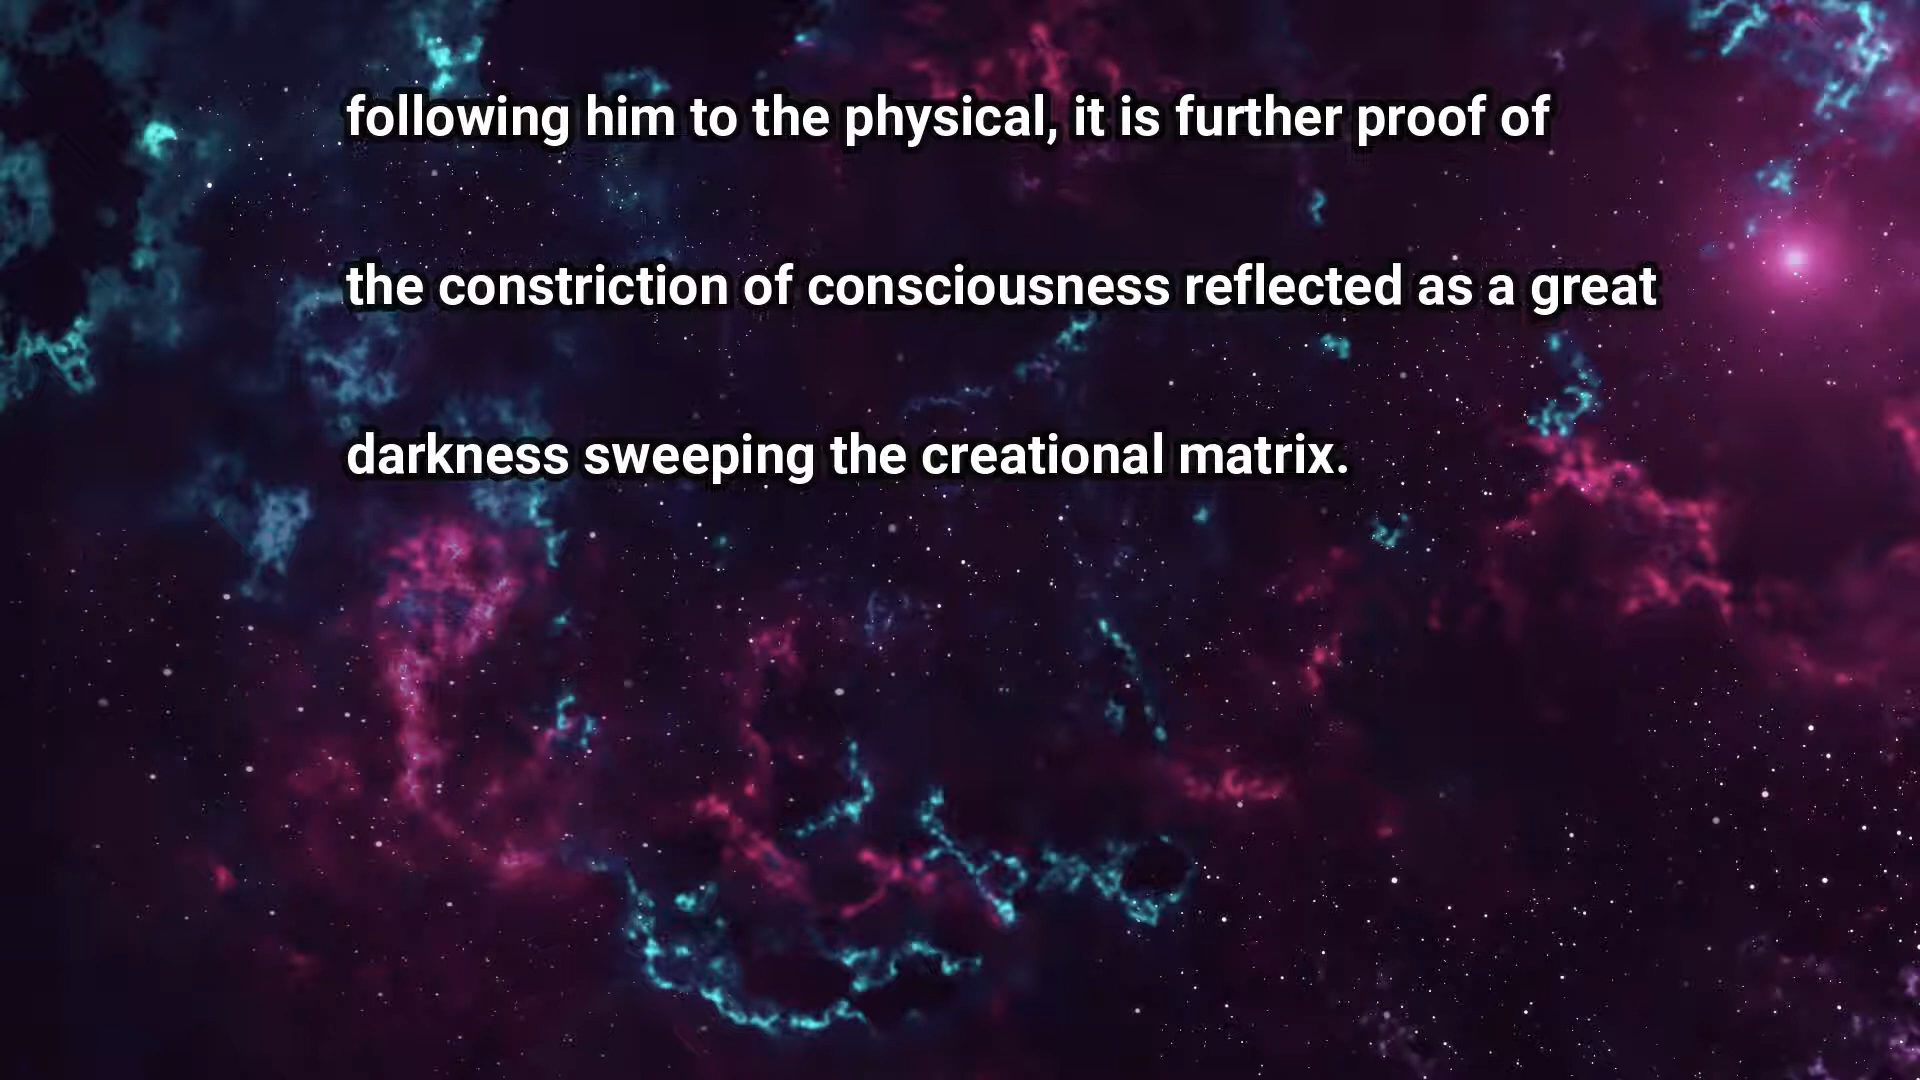 following him to the physical, it is further proof of
the constriction of consciousness reflected as a great
darkness sweeping the creational matrix.